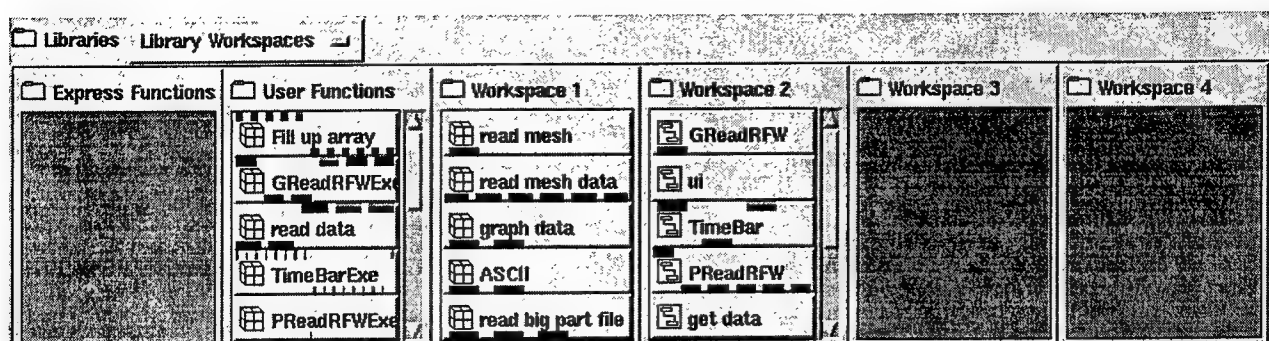 Libraries Library Workspaces
Express Functions
User Functions
Fill up array
GReadRFWExe
read data
TimeBarExe
PReadRFWExe
Workspace 1
read mesh
read mesh data
graph data
ASCII
read big part file
Workspace 2
GReadRFW
ui
TimeBar
PReadRFW
get data
Workspace 3
Workspace 4